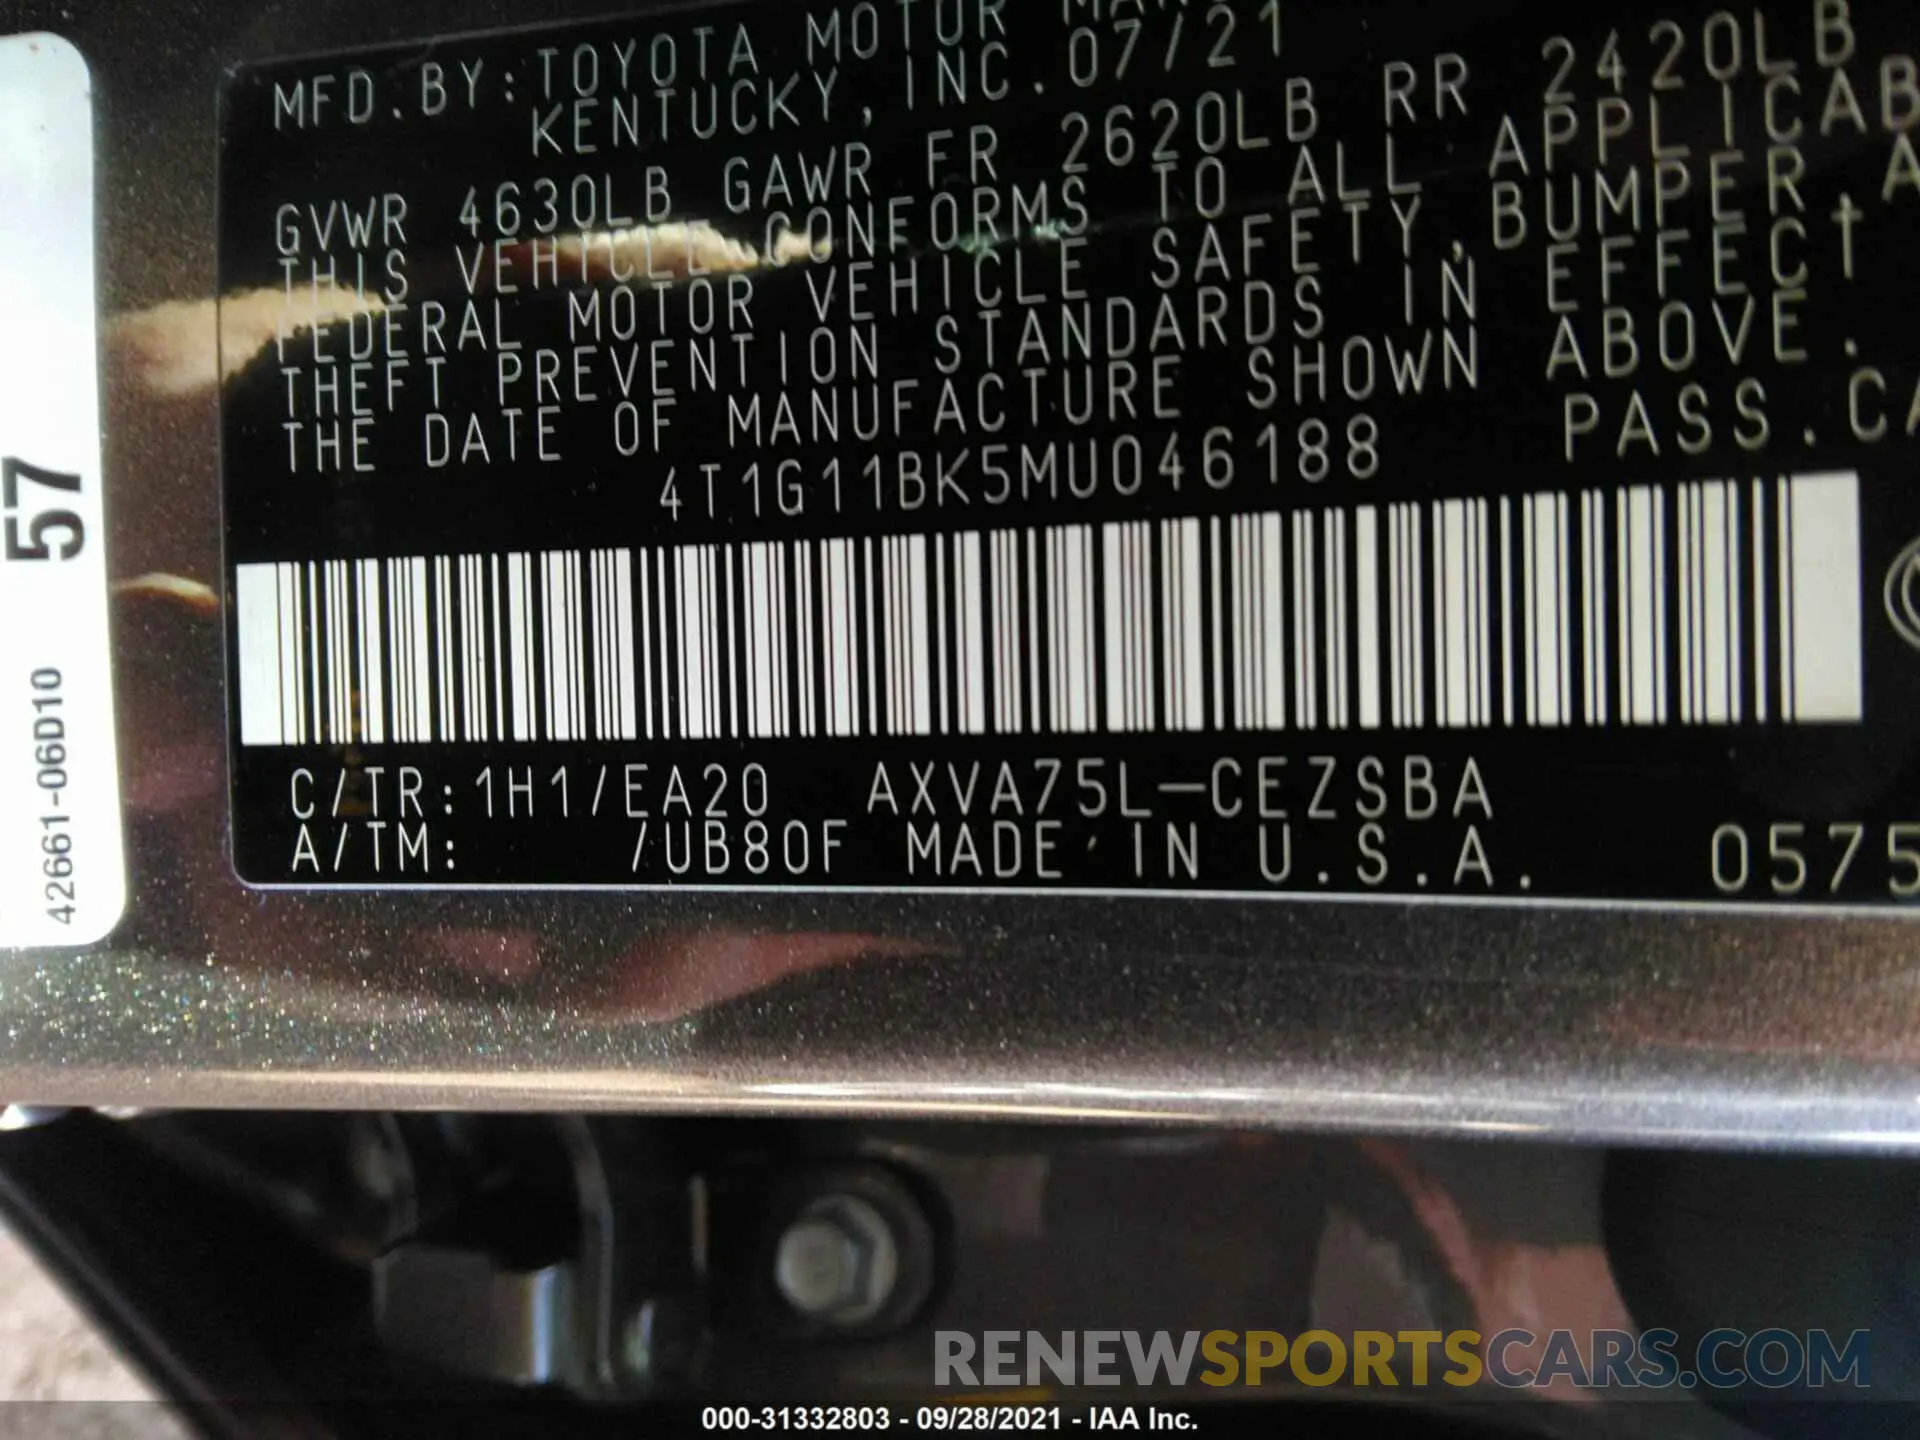 MFD.BY: TOYOTA MOTOR
KENTUCKY, INC. 07/21
GVWR 4630LB GAWR FR 2620LB RR 2420LB
THIS VEHICLE CONFORMS TO ALL APPLICAB
FEDERAL MOTOR VEHICLE SAFETY, BUMPER, A
THEFT PREVENTION STANDARDS IN EFFECT
THE DATE OF MANUFACTURE SHOWN ABOVE.
4T1G11BK5MU046188 PASS.CA
C/TR:1H1/EA20 AXVA75L-CEZSBA
A/TM: /UB80F MADE IN U.S.A.
0575
57
42661-06D10
RENEWSPORTSCARS.COM
000-31332803 - 09/28/2021 - IAA Inc.